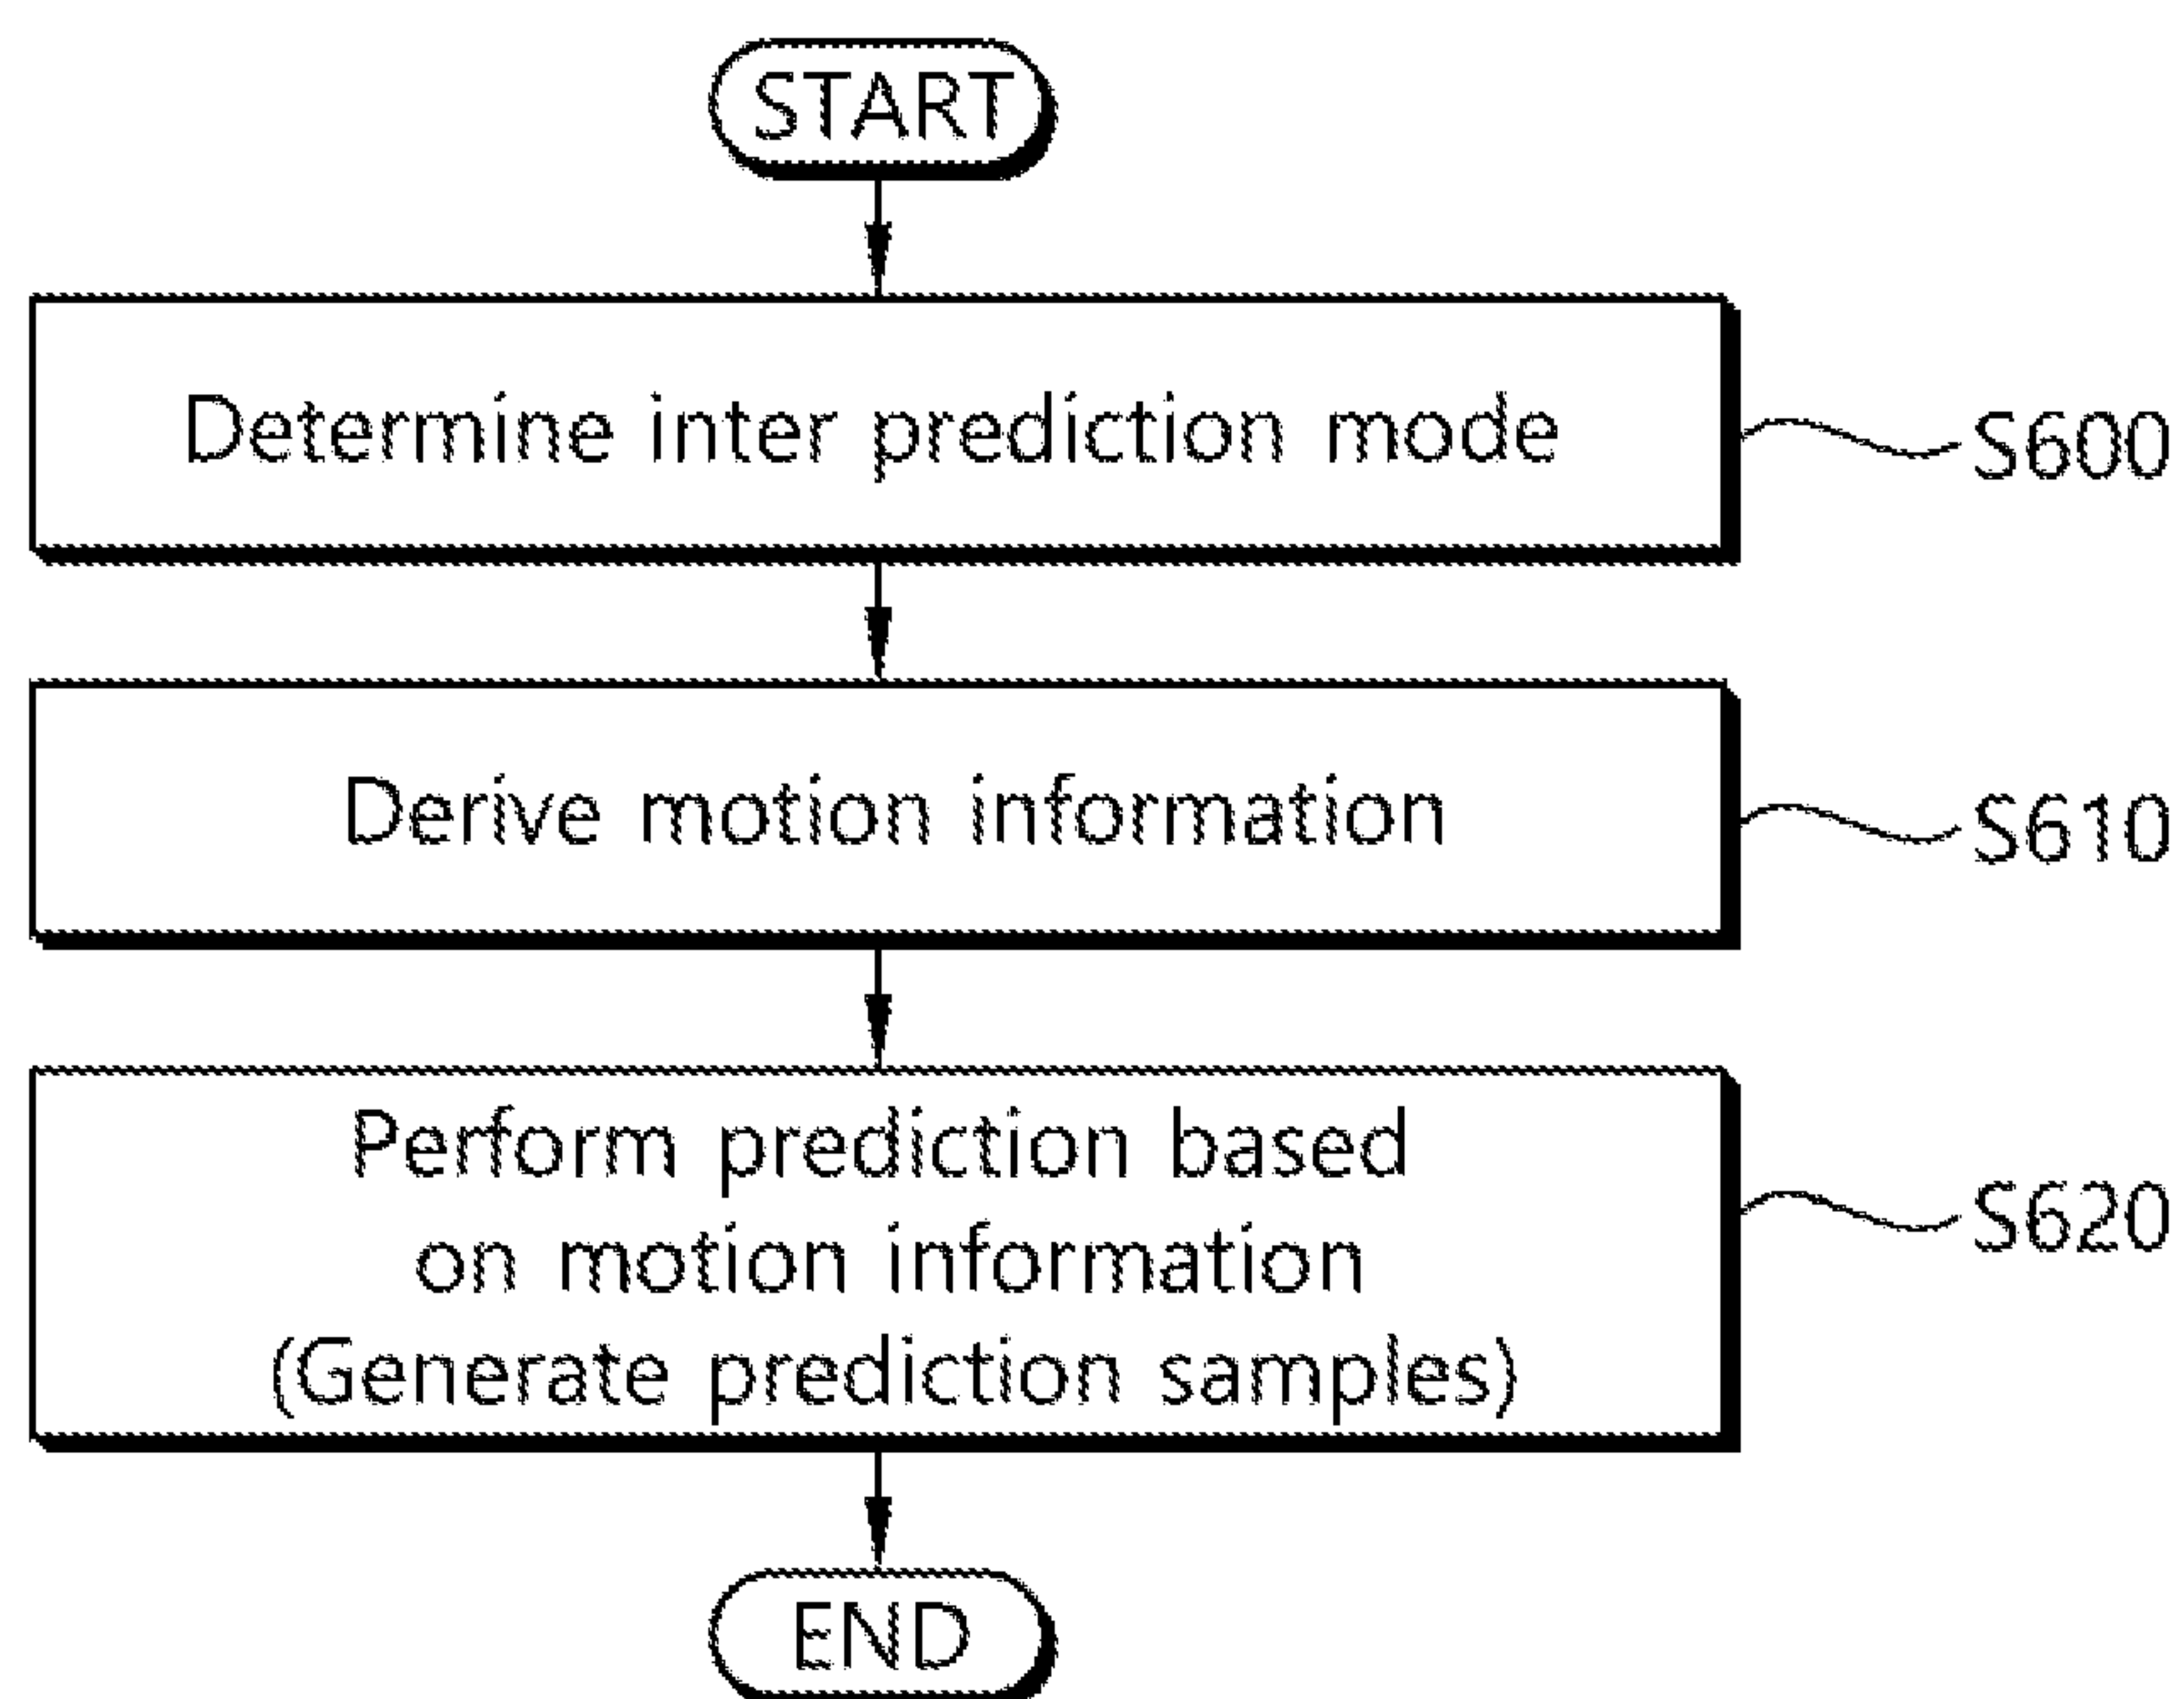 START
Determine inter prediction mode
S600
Derive motion information
S610
Perform prediction based
on motion information
(Generate prediction samples)
S620
END